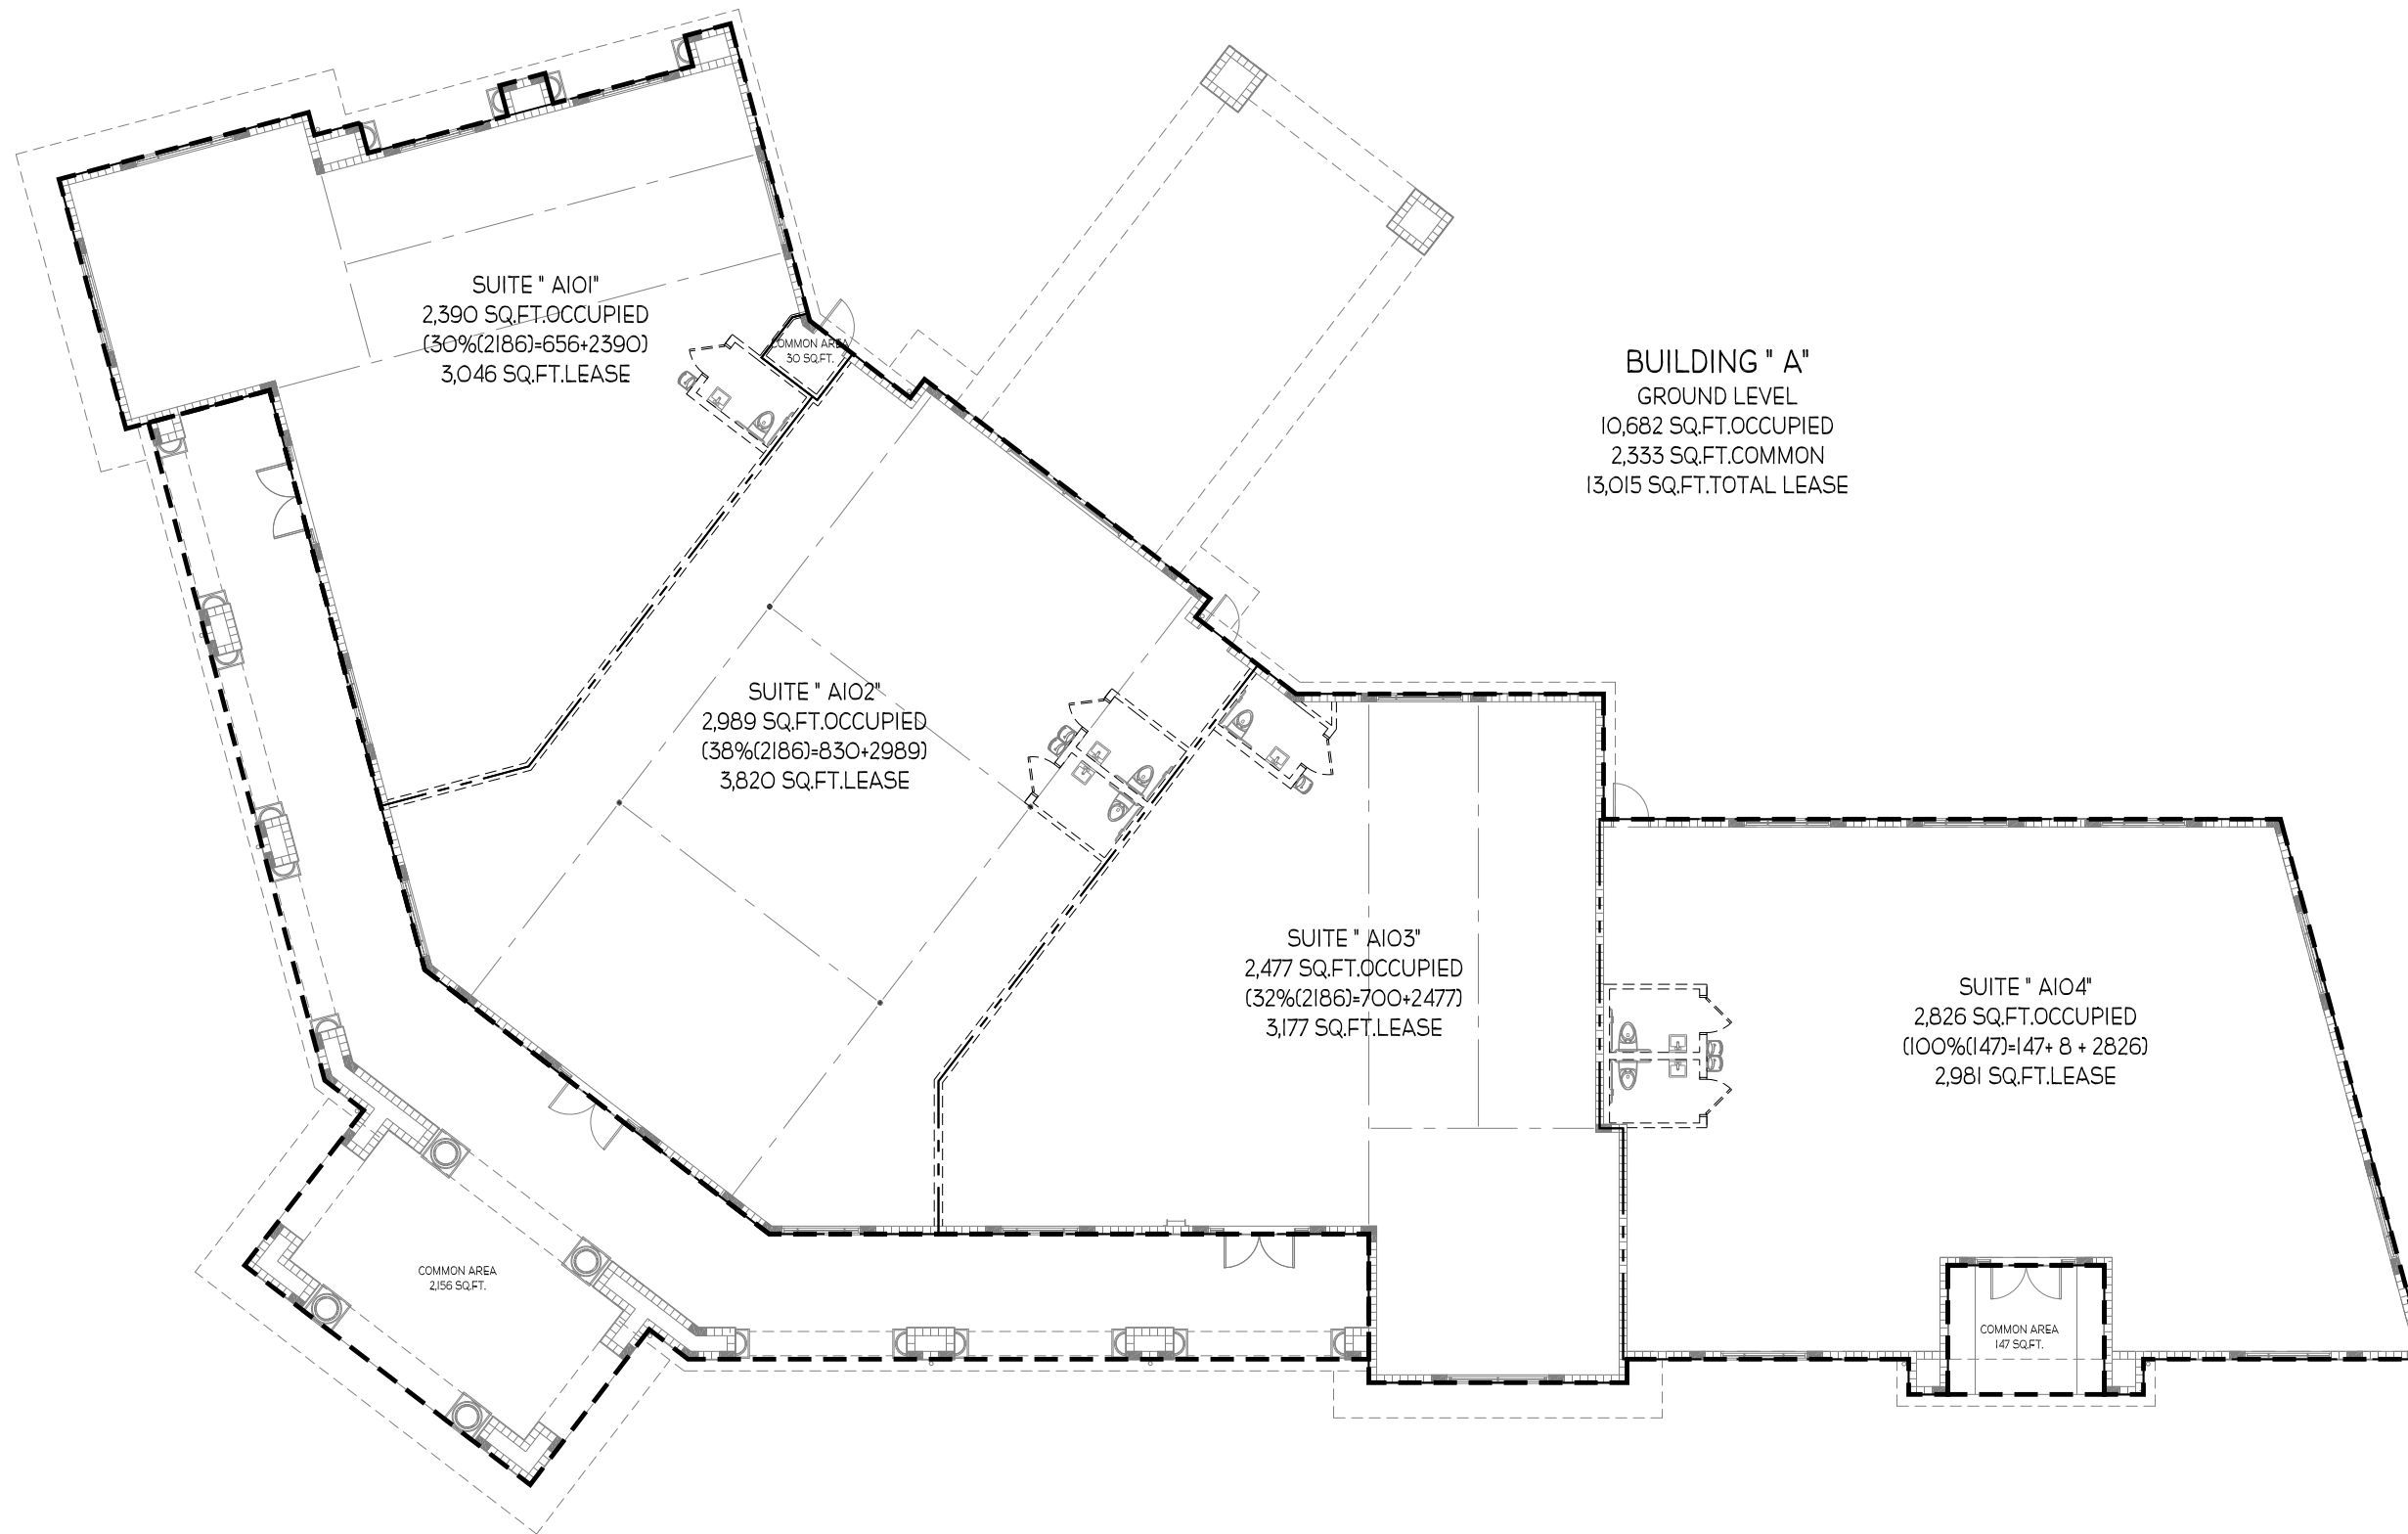 SUITE " A101"
2,390 SQ.FT.OCCUPIED
(30%(2186)=656+2390)
3,046 SQ.FT.LEASE
COMMON AREA
30 SQ.FT.
BUILDING " A"
GROUND LEVEL
10,682 SQ.FT.OCCUPIED
2,333 SQ.FT.COMMON
13,015 SQ.FT.TOTAL LEASE
SUITE " A102"
2,989 SQ.FT.OCCUPIED
(38%(2186)=830+2989)
3,820 SQ.FT.LEASE
SUITE " A103"
2,477 SQ.FT.OCCUPIED
(32%(2186)=700+2477)
3,177 SQ.FT.LEASE
SUITE " A104"
2,826 SQ.FT.OCCUPIED
(100%(147)=147+ 8 + 2826)
2,981 SQ.FT.LEASE
COMMON AREA
2,156 SQ.FT.
COMMON AREA
147 SQ.FT.